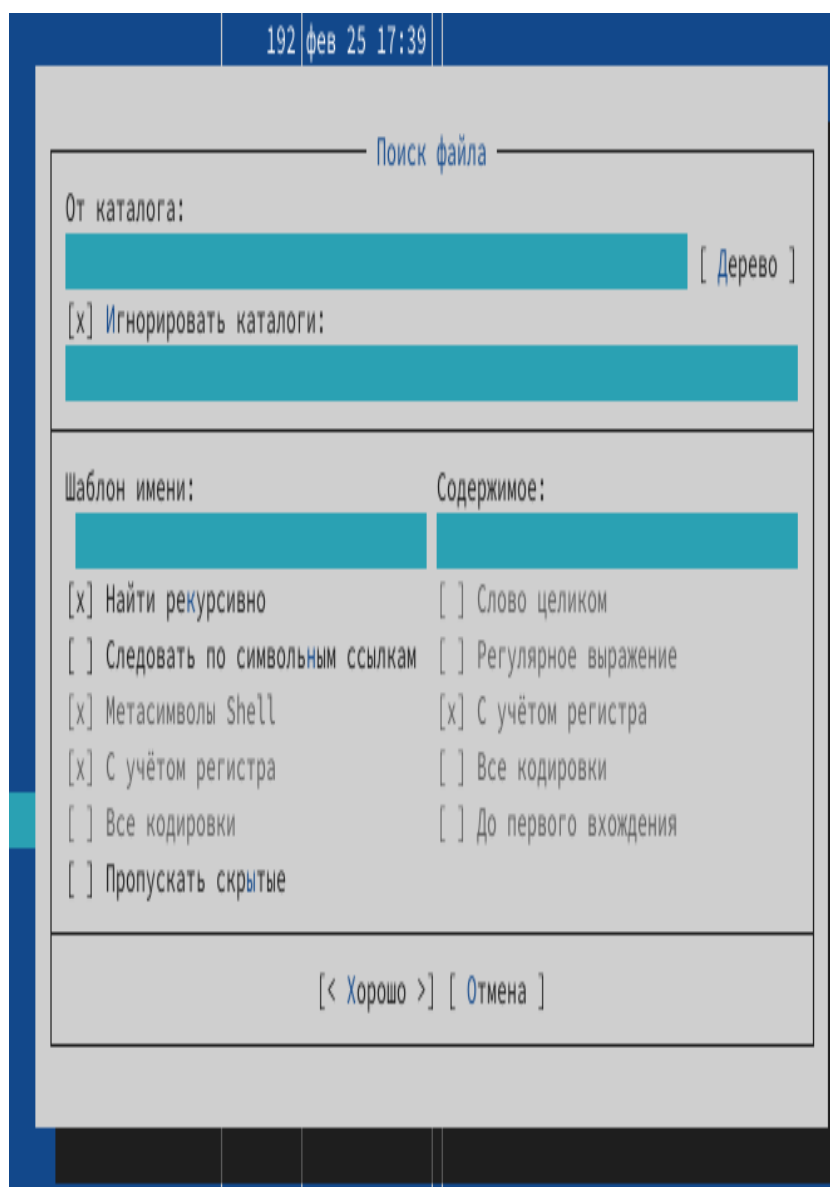 192 фев 25 17:39
Поиск файла
От каталога:
[ Дерево ]
[x] Игнорировать каталоги:
Шаблон имени: Содержимое:
[x] Найти рекурсивно [ ] Слово целиком
[ ] Следовать по символьным ссылкам [ ] Регулярное выражение
[x] Метасимволы Shell [x] С учётом регистра
[x] С учётом регистра [ ] Все кодировки
[ ] Все кодировки [ ] До первого вхождения
[ ] Пропускать скрытые
[< Хорошо >] [ Отмена ]